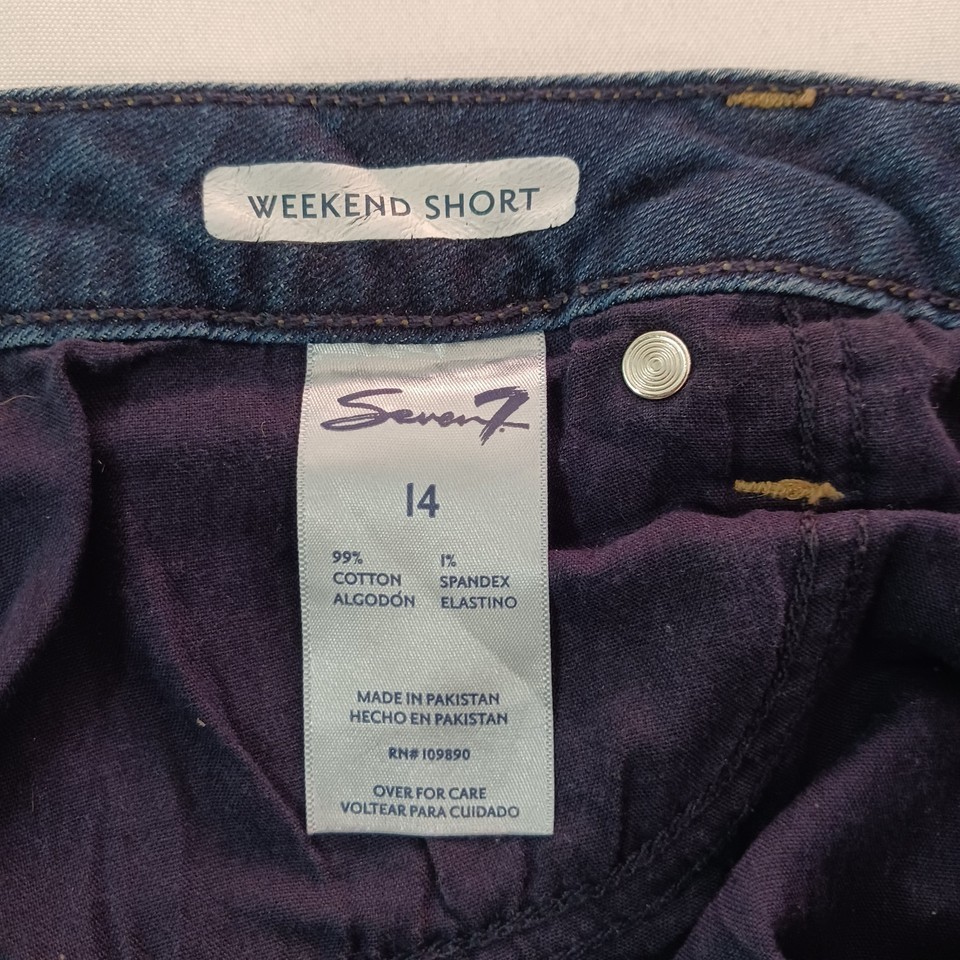 WEEKEND SHORT
Seven7.
14
99% 1%
COTTON SPANDEX
ALGODÓN ELASTINO
MADE IN PAKISTAN
HECHO EN PAKISTAN
RN# 109890
OVER FOR CARE
VOLTEAR PARA CUIDADO